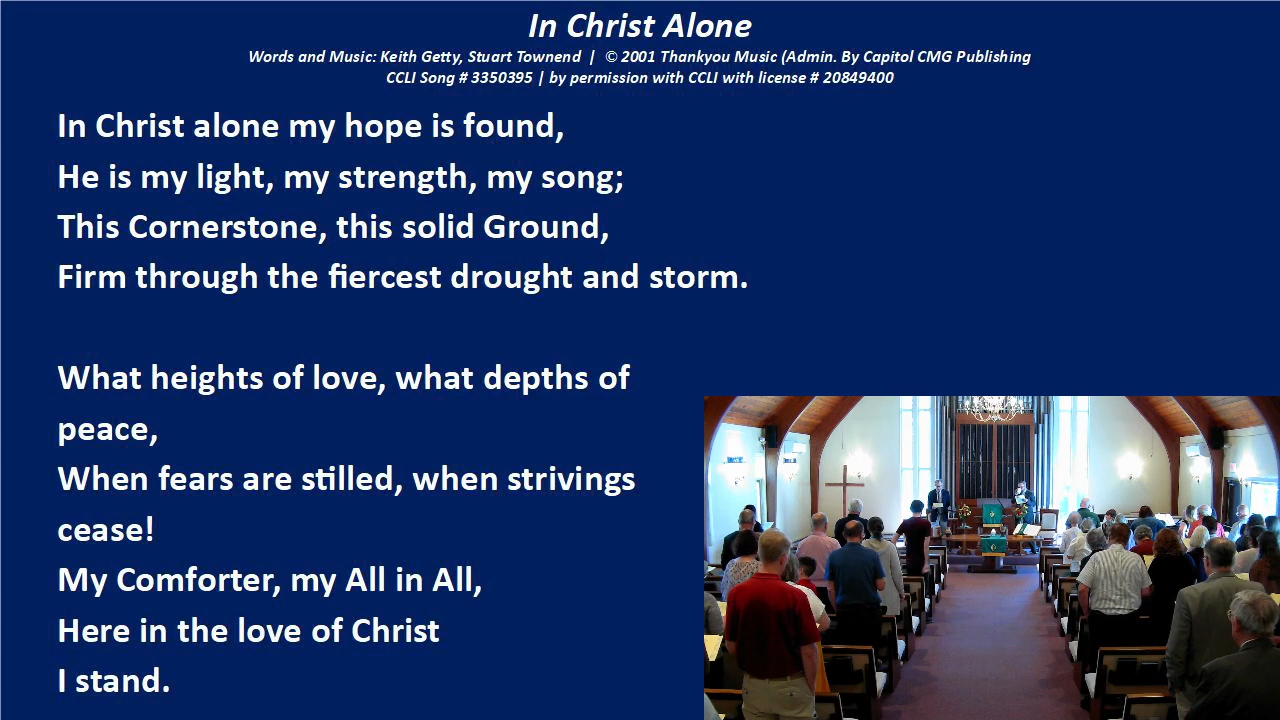 In Christ Alone
Words and Music: Keith Getty, Stuart Townend | © 2001 Thankyou Music (Admin. By Capitol CMG Publishing
CCLI Song # 3350395 | by permission with CCLI with license # 20849400
In Christ alone my hope is found,
He is my light, my strength, my song;
This Cornerstone, this solid Ground,
Firm through the fiercest drought and storm.
What heights of love, what depths of
peace,
When fears are stilled, when strivings
cease!
My Comforter, my All in All,
Here in the love of Christ
I stand.